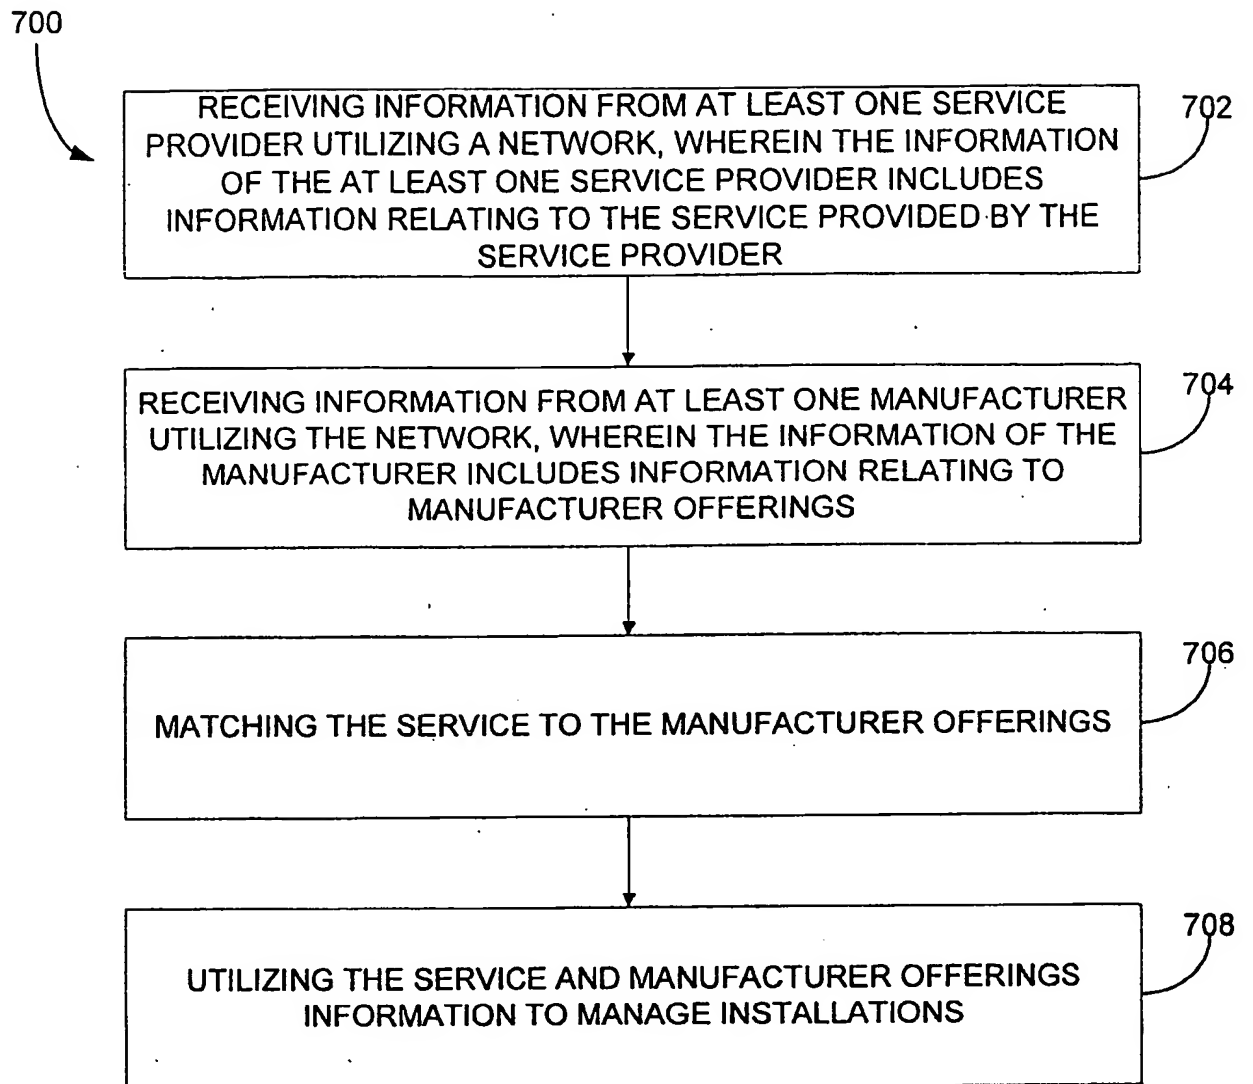 700
RECEIVING INFORMATION FROM AT LEAST ONE SERVICE
PROVIDER UTILIZING A NETWORK, WHEREIN THE INFORMATION
OF THE AT LEAST ONE SERVICE PROVIDER INCLUDES
INFORMATION RELATING TO THE SERVICE PROVIDED BY THE
SERVICE PROVIDER
702
RECEIVING INFORMATION FROM AT LEAST ONE MANUFACTURER
UTILIZING THE NETWORK, WHEREIN THE INFORMATION OF THE
MANUFACTURER INCLUDES INFORMATION RELATING TO
MANUFACTURER OFFERINGS
704
MATCHING THE SERVICE TO THE MANUFACTURER OFFERINGS
706
UTILIZING THE SERVICE AND MANUFACTURER OFFERINGS
INFORMATION TO MANAGE INSTALLATIONS
708